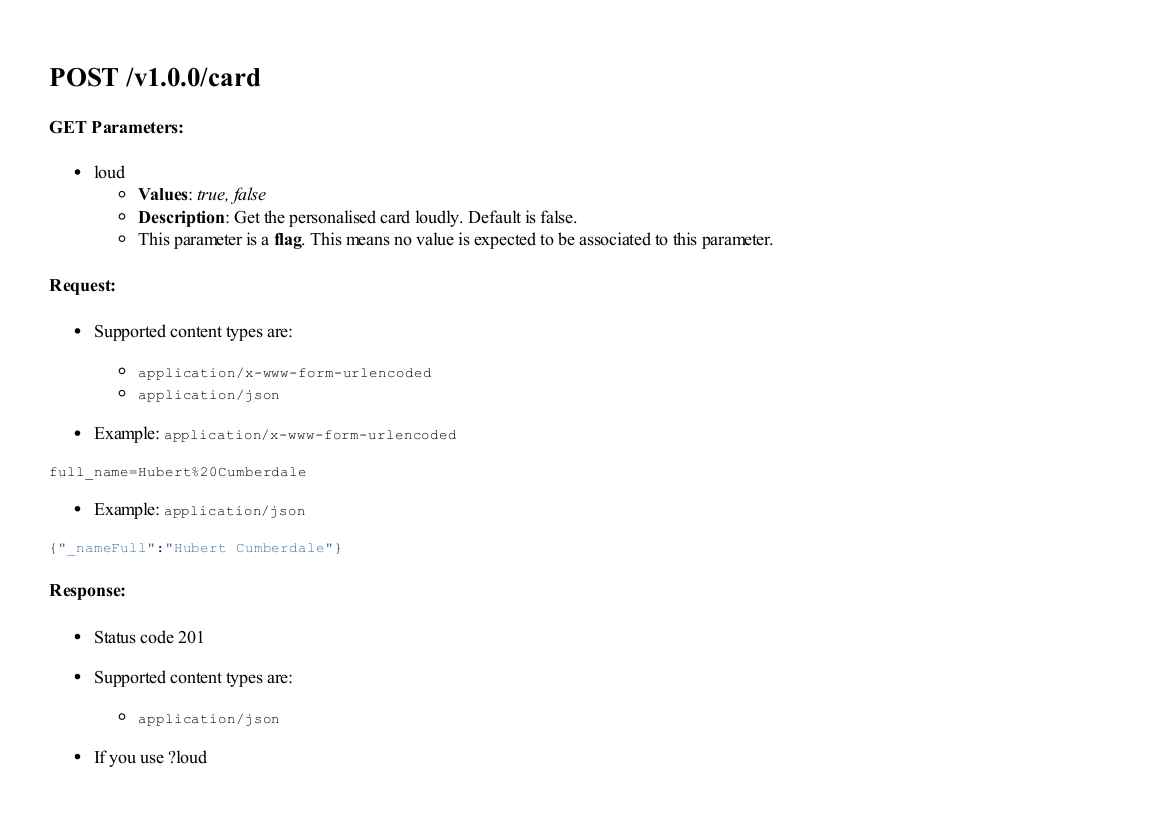 POST /v1.0.0/card
GET Parameters:
• loud
◦ Values: true, false
◦ Description: Get the personalised card loudly. Default is false.
◦ This parameter is a flag. This means no value is expected to be associated to this parameter.
Request:
• Supported content types are:
◦ application/x-www-form-urlencoded
◦ application/json
• Example: application/x-www-form-urlencoded
full_name=Hubert%20Cumberdale
• Example: application/json
{"_nameFull":"Hubert Cumberdale"}
Response:
• Status code 201
• Supported content types are:
◦ application/json
• If you use ?loud